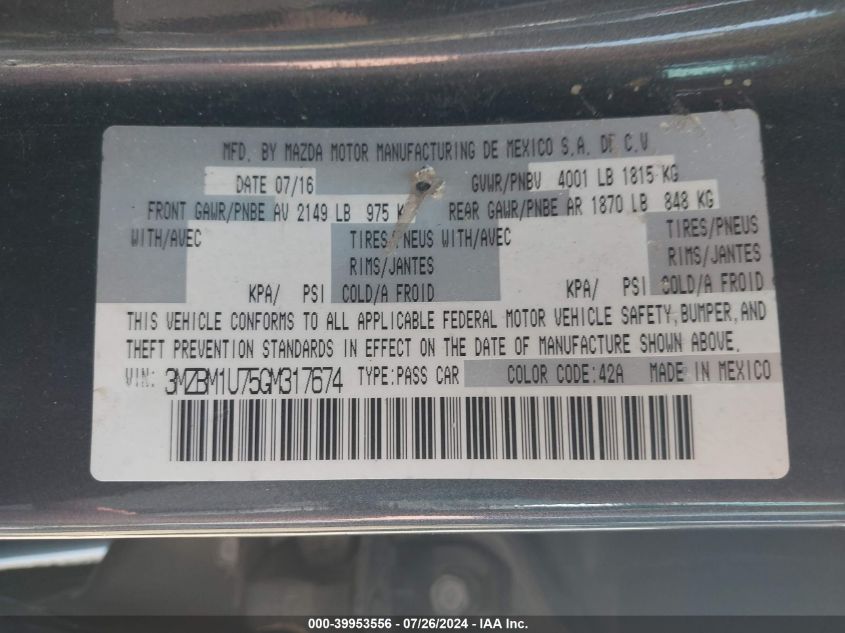 MFD. BY MAZDA MOTOR MANUFACTURING DE MEXICO S.A. DE C.V
DATE 07/16 GVWR/PNBV 4001 LB 1815 KG
FRONT GAWR/PNBE AV 2149 LB 975 K REAR GAWR/PNBE AR 1870 LB 848 KG
WITH/AVEC TIRES/PNEUS WITH/AVEC TIRES/PNEUS
RIMS/JANTES RIMS/JANTES
KPA/ PSI COLD/A FROID KPA/ PSI COLD/A FROID
THIS VEHICLE CONFORMS TO ALL APPLICABLE FEDERAL MOTOR VEHICLE SAFETY, BUMPER, AND
THEFT PREVENTION STANDARDS IN EFFECT ON THE DATE OF MANUFACTURE SHOWN ABOVE.
VIN: 3MZBM1U75GM317674 TYPE:PASS CAR COLOR CODE:42A MADE IN MEXICO
000-39953556 - 07/26/2024 - IAA Inc.